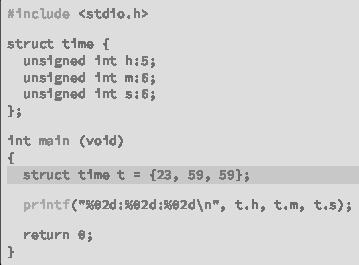 #include <stdio.h>
struct time {
unsigned int h:5;
unsigned int m:6;
unsigned int s:6;
};
int main (void)
{
struct time t = {23, 59, 59};
printf("%02d:%02d:%02d\n", t.h, t.m, t.s);
return 0;
}